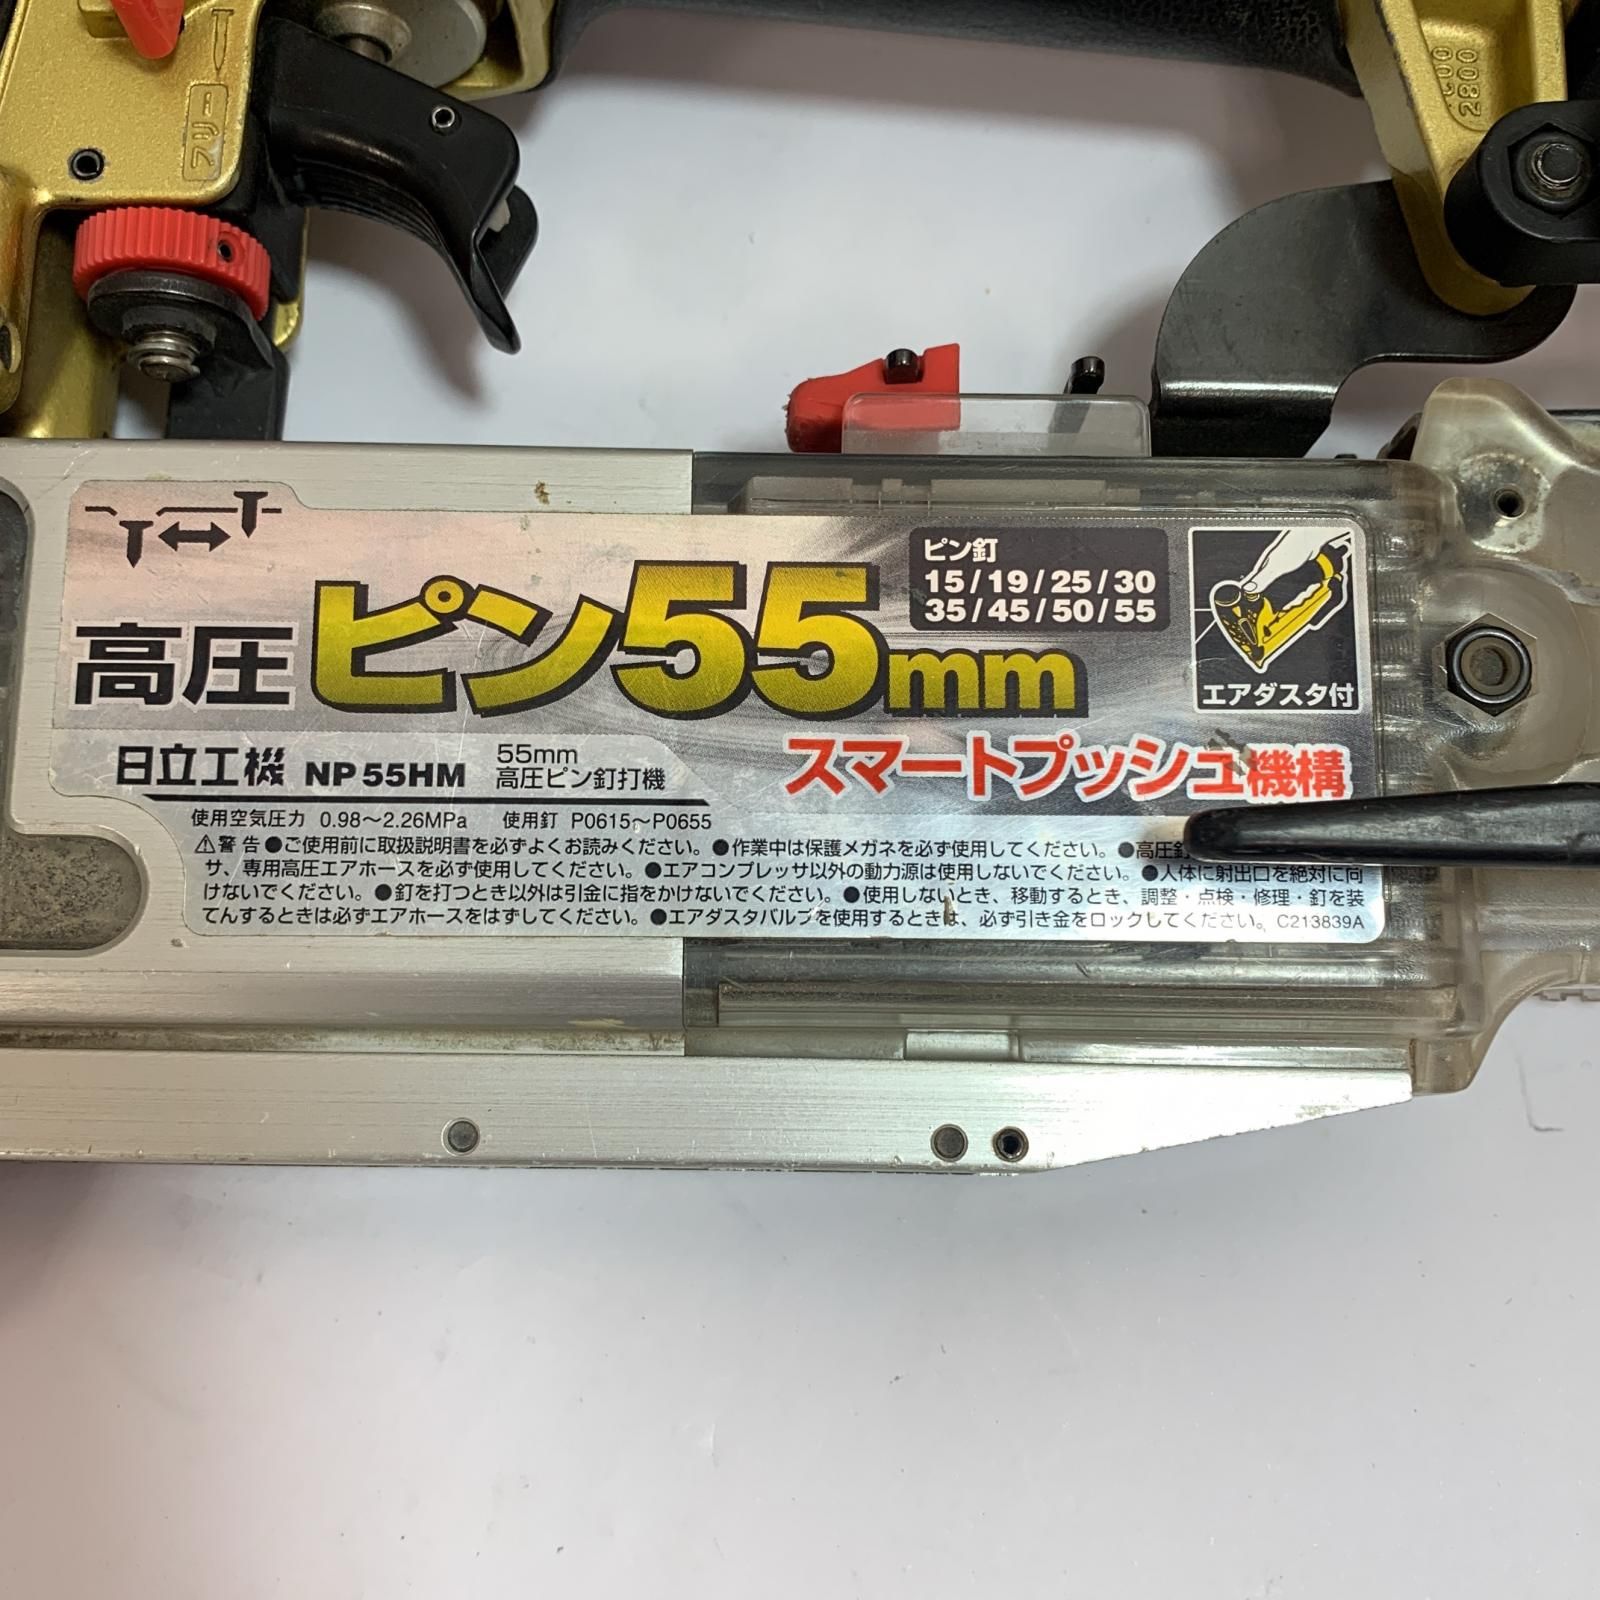 フリー
2800
ピン釘
15/19/25/30
35/45/50/55
高圧ピン55mm
エアダスタ付
スマートプッシュ機構
日立工機 NP55HM 55mm
高圧ピン釘打機
使用空気圧力 0.98～2.26MPa 使用釘 P0615～P0655
警告 ●ご使用前に取扱説明書を必ずよくお読みください。 ●作業中は保護メガネを必ず使用してください。 ●高圧釘
サ、専用高圧エアホースを必ず使用してください。 ●エアコンプレッサ以外の動力源は使用しないでください。 ●人体に射出口を絶対に向
けないでください。 ●釘を打つとき以外は引金に指をかけないでください。 ●使用しないとき、移動するとき、調整・点検・修理・釘を装
てんするときは必ずエアホースをはずしてください。 ●エアダスタバルブを使用するときは、必ず引き金をロックしてください。 C213839A